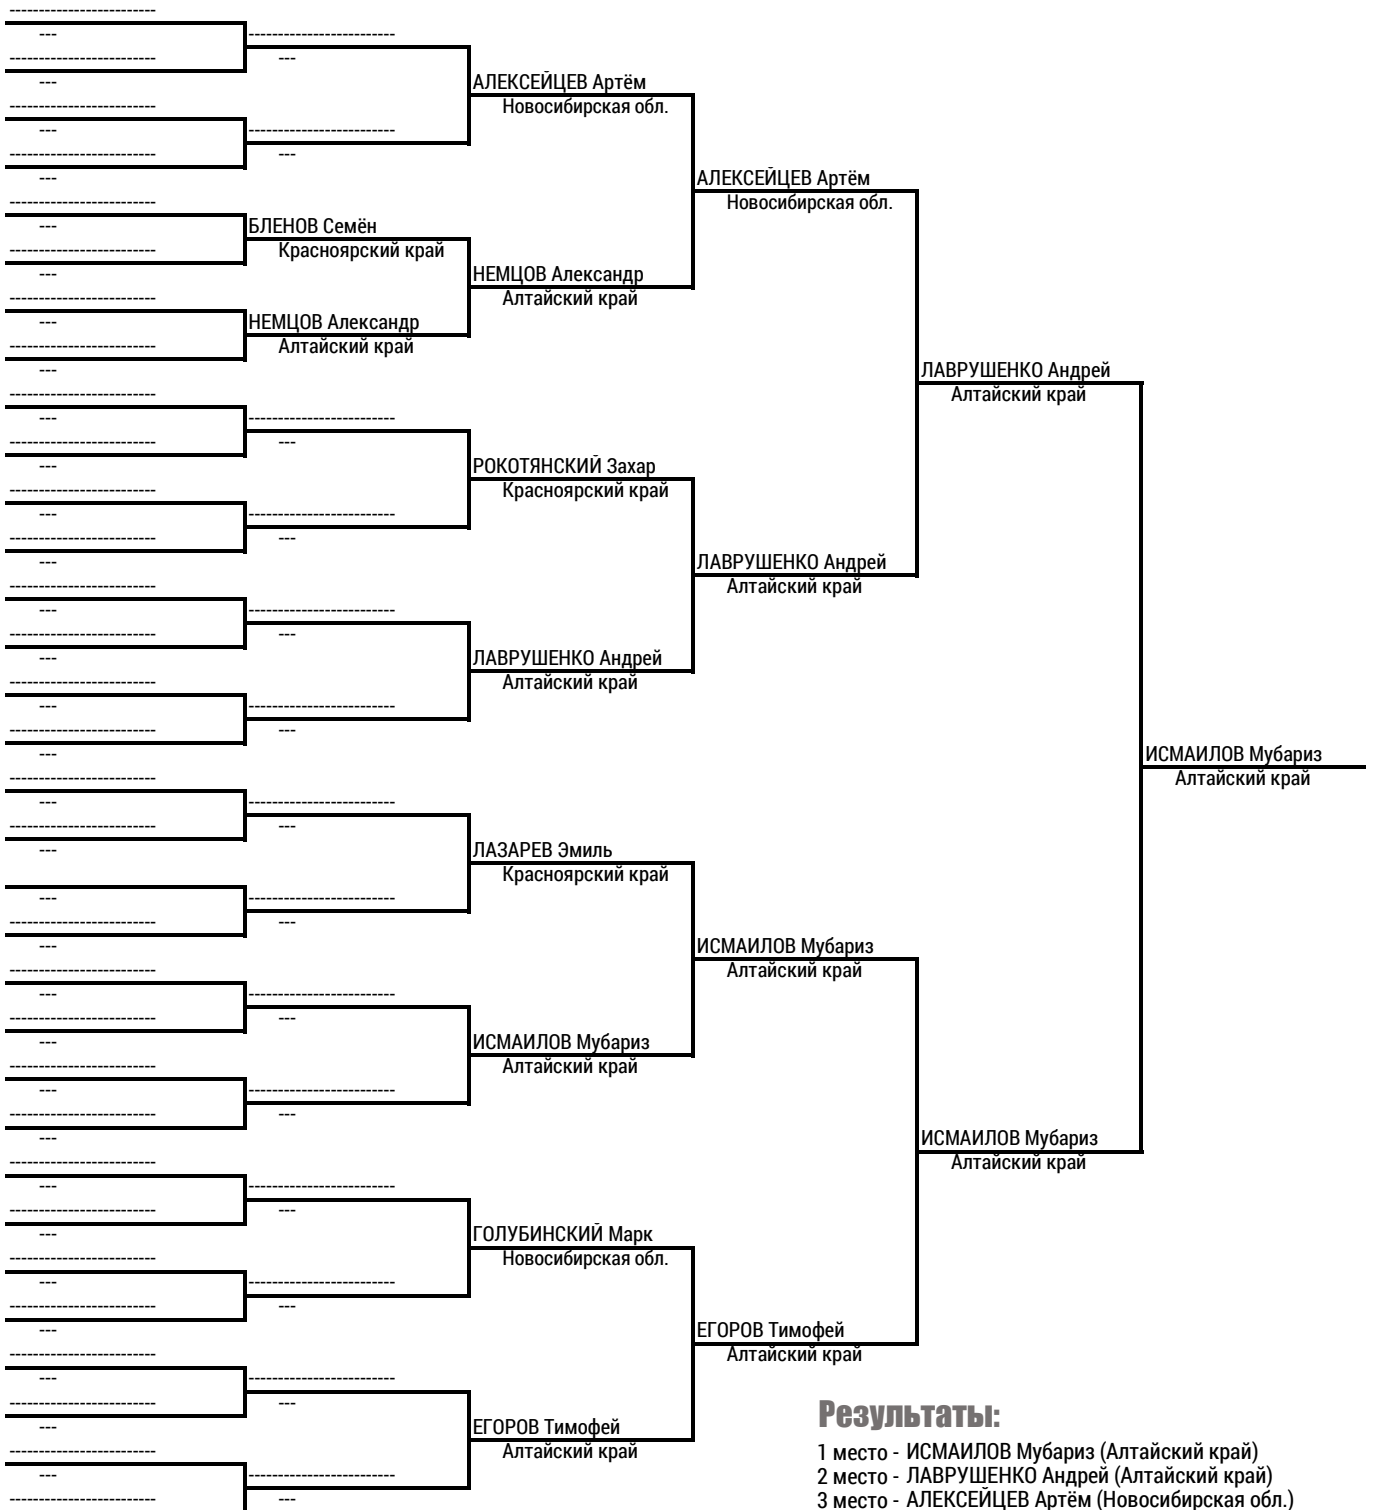 АЛЕКСЕЙЦЕВ Артём
Новосибирская обл.
АЛЕКСЕЙЦЕВ Артём
Новосибирская обл.
БЛЕНОВ Семён
Красноярский край
НЕМЦОВ Александр
Алтайский край
НЕМЦОВ Александр
Алтайский край
ЛАВРУШЕНКО Андрей
Алтайский край
РОКОТЯНСКИЙ Захар
Красноярский край
ЛАВРУШЕНКО Андрей
Алтайский край
ЛАВРУШЕНКО Андрей
Алтайский край
ИСМАИЛОВ Мубариз
Алтайский край
ЛАЗАРЕВ Эмиль
Красноярский край
ИСМАИЛОВ Мубариз
Алтайский край
ИСМАИЛОВ Мубариз
Алтайский край
ИСМАИЛОВ Мубариз
Алтайский край
ГОЛУБИНСКИЙ Марк
Новосибирская обл.
ЕГОРОВ Тимофей
Алтайский край
ЕГОРОВ Тимофей
Алтайский край
Результаты:
1 место - ИСМАИЛОВ Мубариз (Алтайский край)
2 место - ЛАВРУШЕНКО Андрей (Алтайский край)
3 место - АЛЕКСЕЙЦЕВ Артём (Новосибирская обл.)